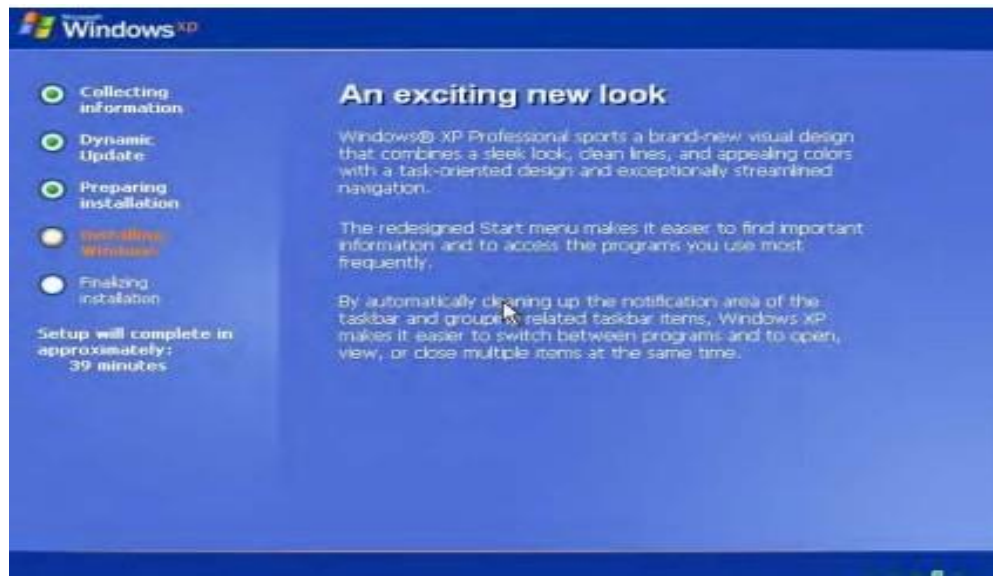 Microsoft
Windows xp
Collecting
information
Dynamic
Update
Preparing
installation
Installing
Windows
Finalizing
installation
Setup will complete in
approximately:
39 minutes
An exciting new look
Windows® XP Professional sports a brand-new visual design
that combines a sleek look, clean lines, and appealing colors
with a task-oriented design and exceptionally streamlined
navigation.
The redesigned Start menu makes it easier to find important
information and to access the programs you use most
frequently.
By automatically cleaning up the notification area of the
taskbar and grouping related taskbar items, Windows XP
makes it easier to switch between programs and to open,
view, or close multiple items at the same time.